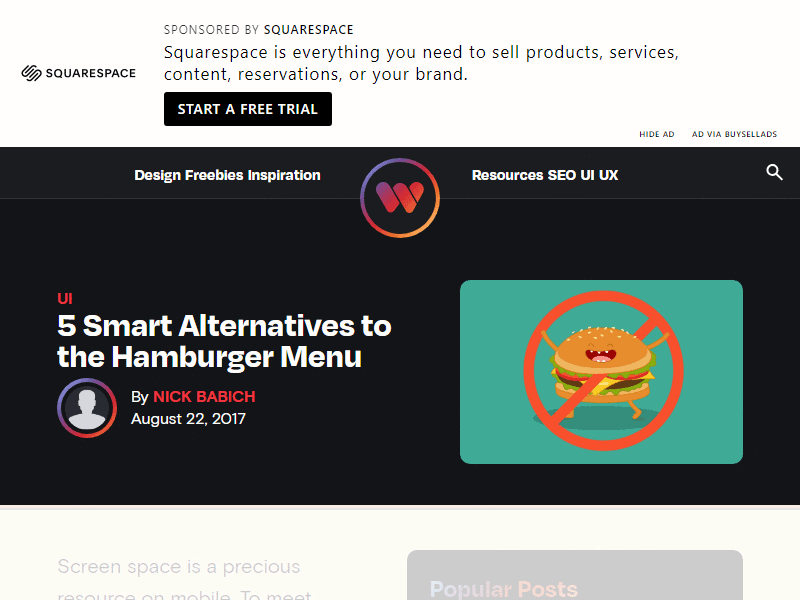 SPONSORED BY SQUARESPACE
Squarespace is everything you need to sell products, services,
content, reservations, or your brand.
SQUARESPACE
START A FREE TRIAL
HIDE AD AD VIA BUYSELLADS
Design Freebies Inspiration
Resources SEO UI UX
UI
5 Smart Alternatives to
the Hamburger Menu
By NICK BABICH
August 22, 2017
Screen space is a precious
resource on mobile. To meet
Popular Posts